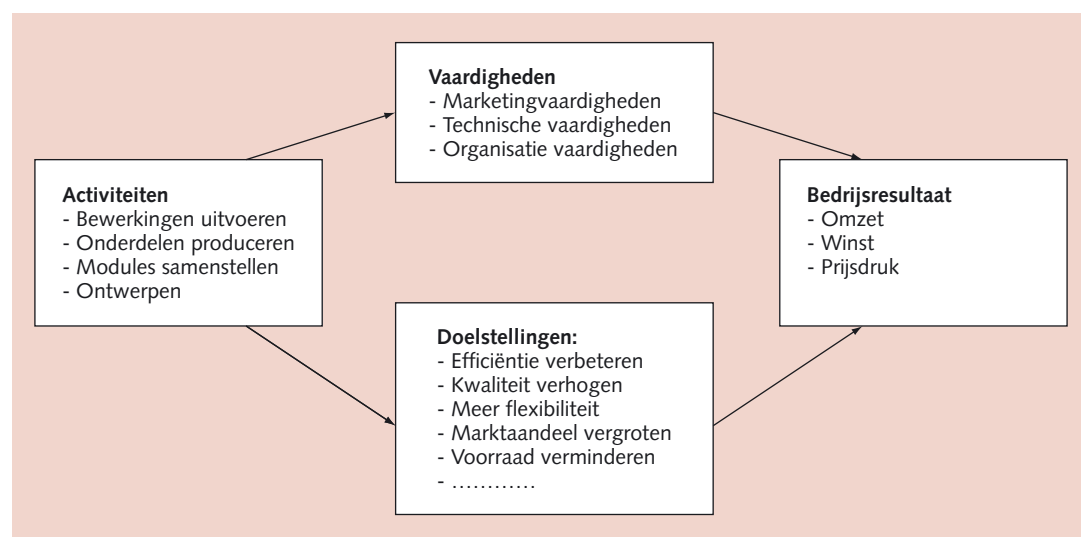 Vaardigheden
- Marketingvaardigheden
- Technische vaardigheden
- Organisatie vaardigheden
Activiteiten
- Bewerkingen uitvoeren
- Onderdelen produceren
- Modules samenstellen
- Ontwerpen
Bedrijsresultaat
- Omzet
- Winst
- Prijsdruk
Doelstellingen:
- Efficiëntie verbeteren
- Kwaliteit verhogen
- Meer flexibiliteit
- Marktaandeel vergroten
- Voorraad verminderen
- ............